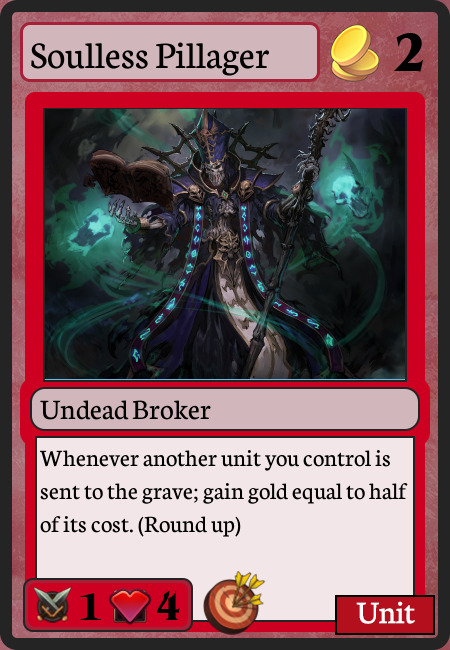 Soulless Pillager
2
Undead Broker
Whenever another unit you control is
sent to the grave; gain gold equal to half
of its cost. (Round up)
1 4
Unit